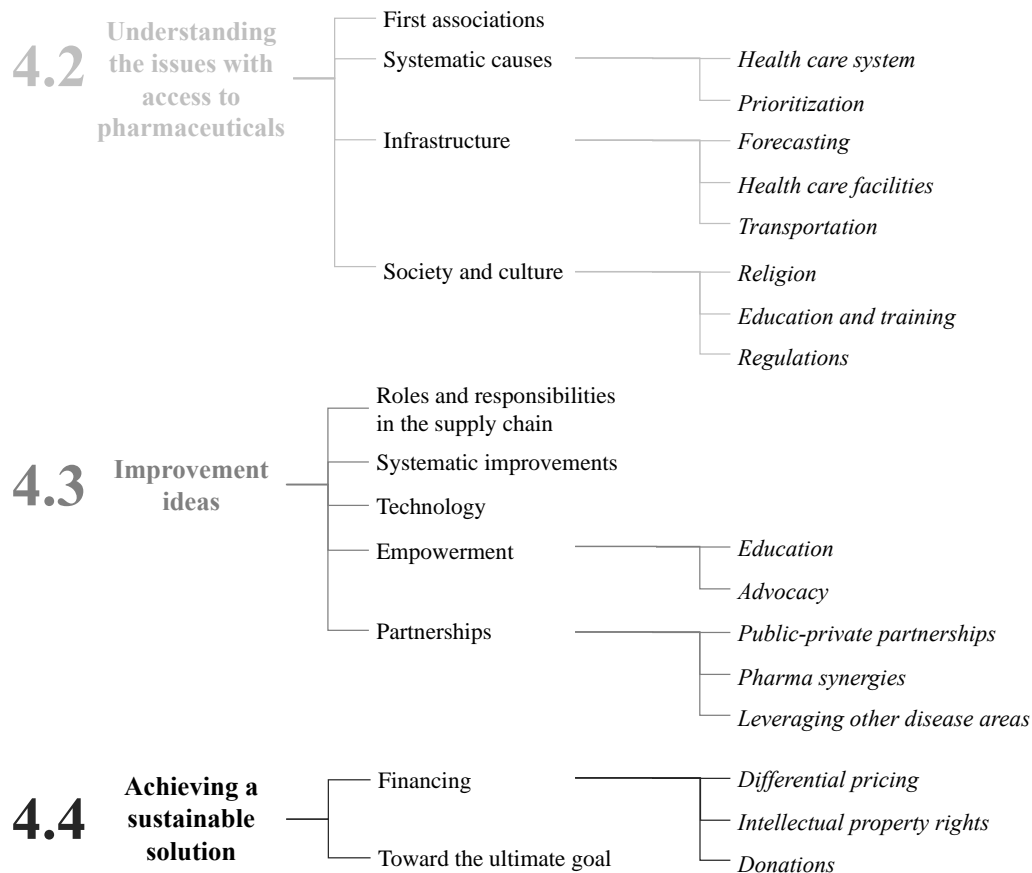 4.2
Understanding
the issues with
access to
pharmaceuticals
First associations
Systematic causes
Health care system
Prioritization
Infrastructure
Forecasting
Health care facilities
Transportation
Society and culture
Religion
Education and training
Regulations
4.3
Improvement
ideas
Roles and responsibilities
in the supply chain
Systematic improvements
Technology
Empowerment
Education
Advocacy
Partnerships
Public-private partnerships
Pharma synergies
Leveraging other disease areas
4.4
Achieving a
sustainable
solution
Financing
Differential pricing
Intellectual property rights
Donations
Toward the ultimate goal